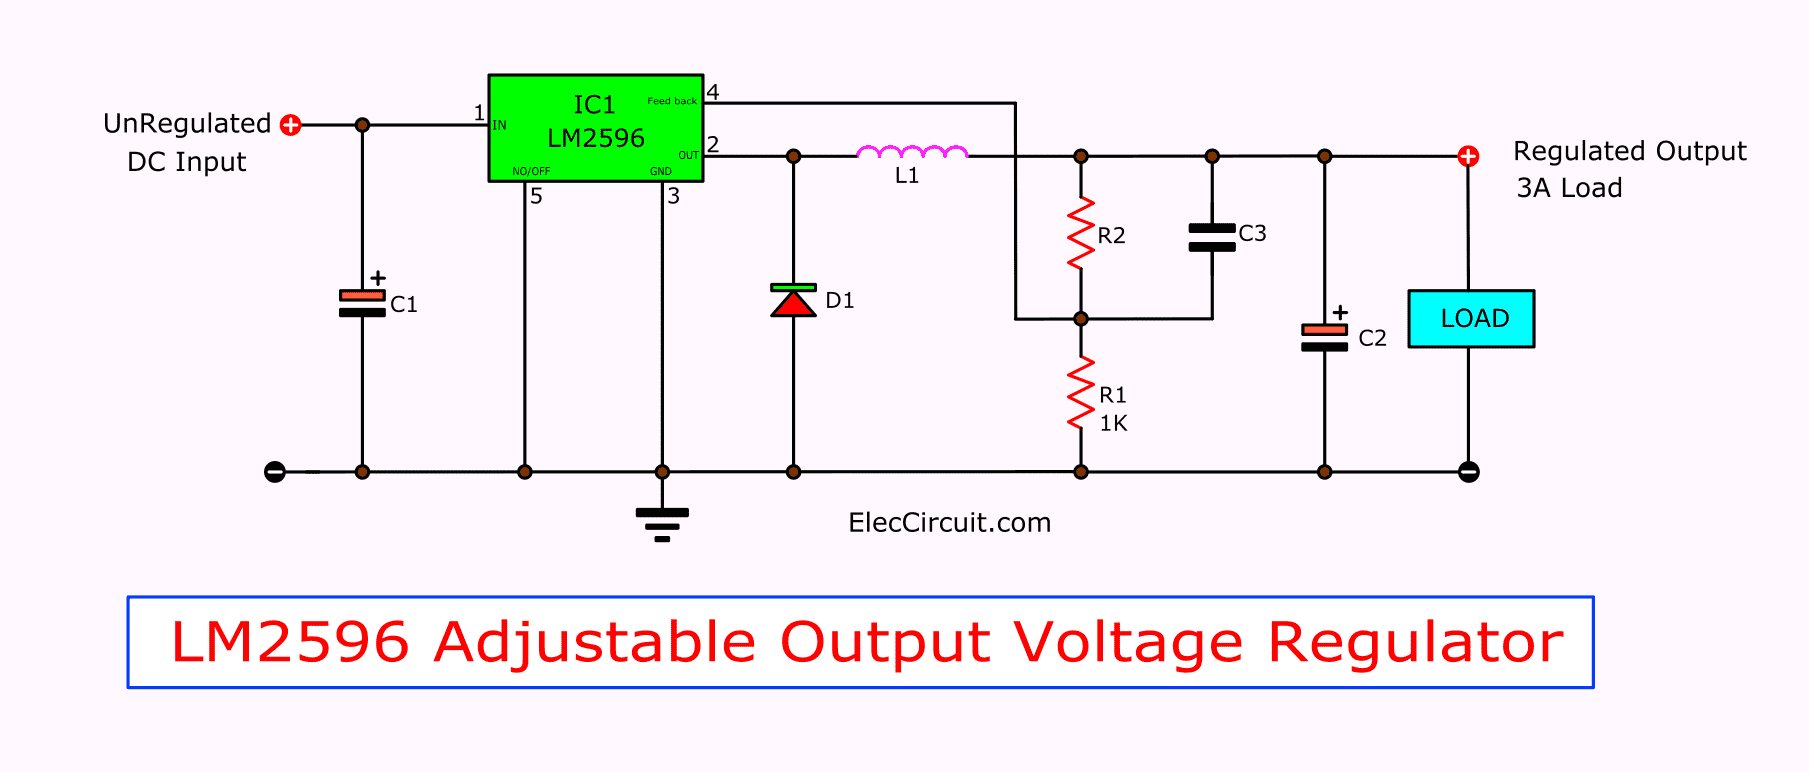 UnRegulated
DC Input
1
IN
IC1
LM2596
Feed back
4
OUT
2
NO/OFF
GND
5
3
L1
Regulated Output
3A Load
R2
C3
+
C1
D1
R1
1K
+
C2
LOAD
ElecCircuit.com
LM2596 Adjustable Output Voltage Regulator